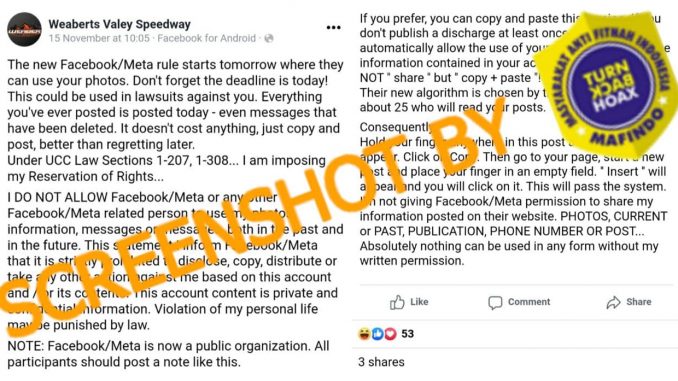 Weaberts Valey Speedway
15 November at 10:05 · Facebook for Android ·
The new Facebook/Meta rule starts tomorrow where they
can use your photos. Don't forget the deadline is today!
This could be used in lawsuits against you. Everything
you've ever posted is posted today - even messages that
have been deleted. It doesn't cost anything, just copy and
post, better than regretting later.
Under UCC Law Sections 1-207, 1-308... I am imposing
my Reservation of Rights...
I DO NOT ALLOW Facebook/Meta or any other
Facebook/Meta related person to use my photos,
information, messages or messages, both in the past and
in the future. This statement I inform Facebook/Meta
that it is strictly prohibited to disclose, copy, distribute or
take any other action against me based on this account
and / or its contents. This account content is private and
confidential information. Violation of my personal life
may be punished by law.
NOTE: Facebook/Meta is now a public organization. All
participants should post a note like this.
If you prefer, you can copy and paste this version. If you
don't publish a discharge at least once
automatically allow the use of your
information contained in your
NOT " share " but " copy + paste "!
Their new algorithm is chosen by
about 25 who will read your posts.
Consequently
Hold your finger anywhere in this post
appear. Click on Copy. Then go to your page, start a new
post and place your finger in an empty field. " Insert " will
appear and you will click on it. This will pass the system.
I'm not giving Facebook/Meta permission to share my
information posted on their website. PHOTOS, CURRENT
or PAST, PUBLICATION, PHONE NUMBER OR POST...
Absolutely nothing can be used in any form without my
written permission.
Like
Comment
Share
53
3 shares
SCREENSHOT BY
MASYARAKAT ANTI FITNAH INDONESIA
TURN
BACK
HOAX
MAFINDO